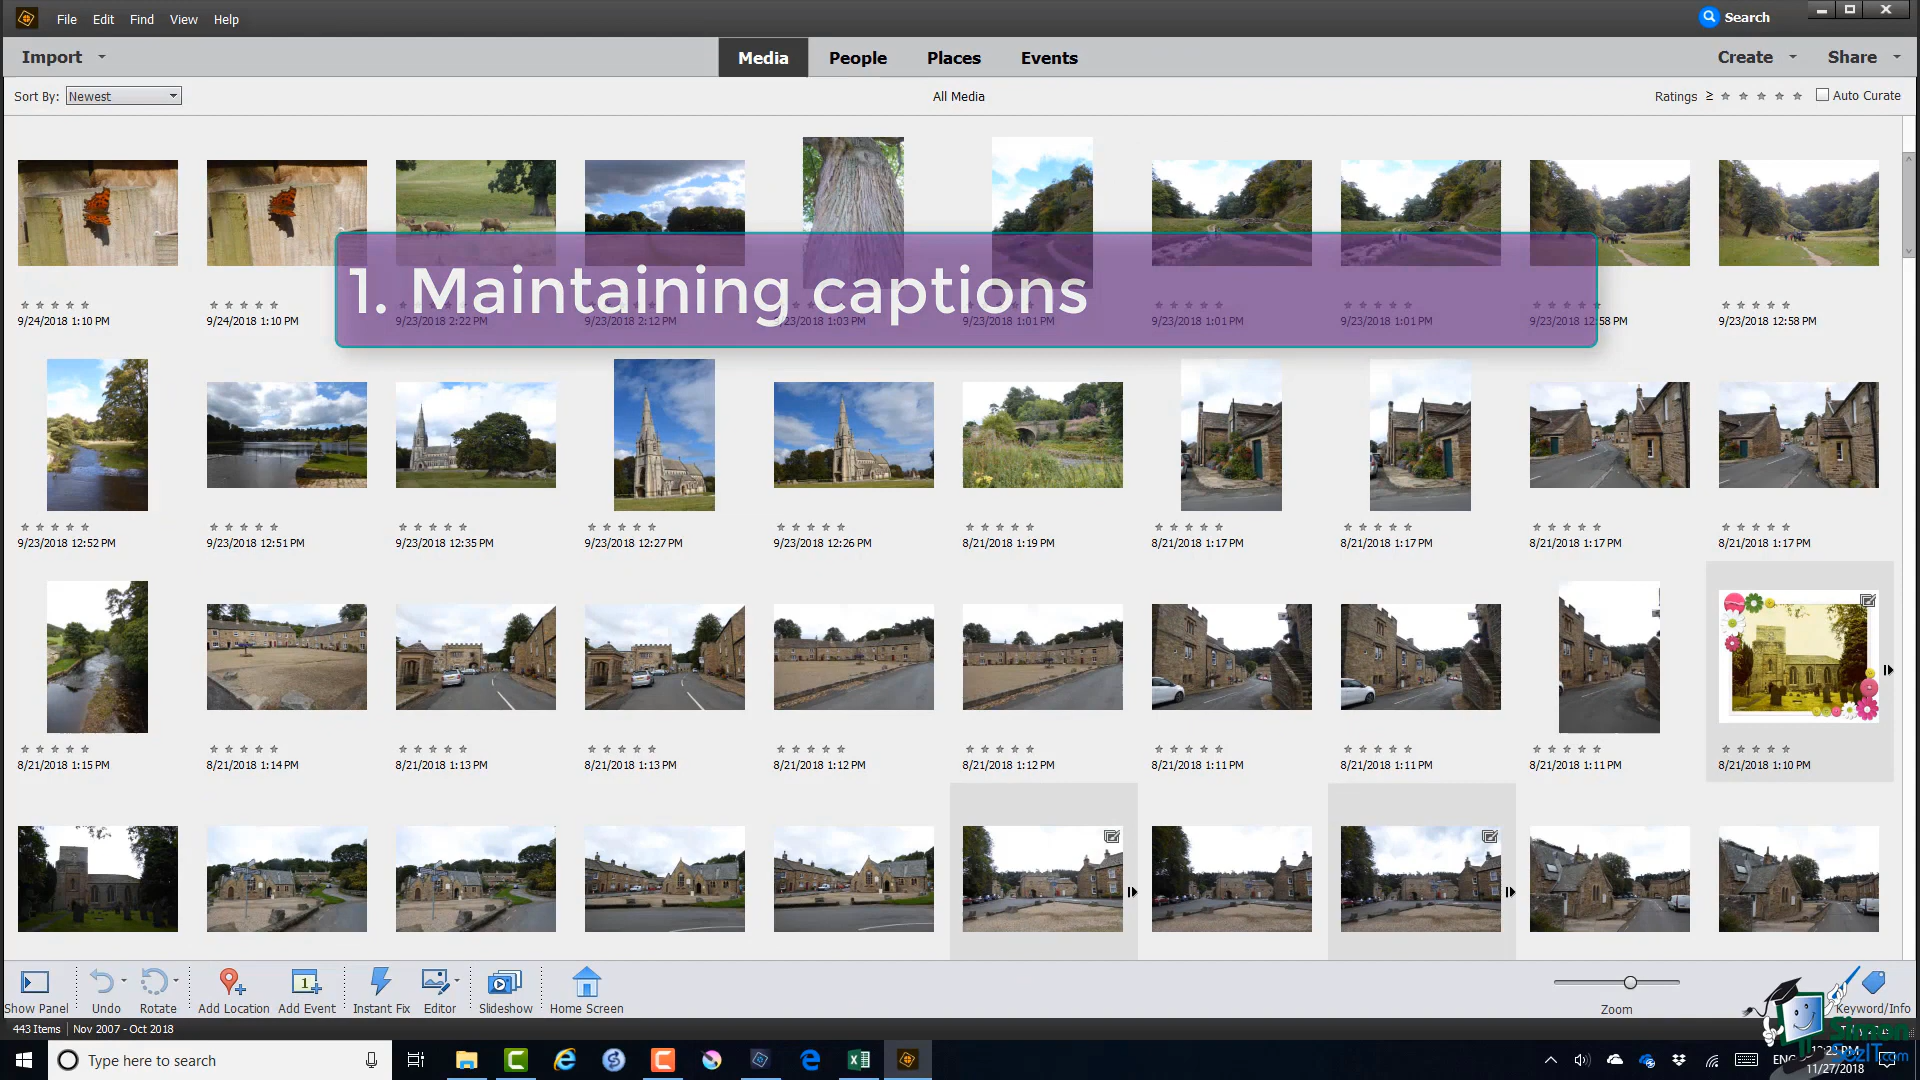 File Edit Find View Help Search
Import Media People Places Events Create Share
Sort By: Newest All Media Ratings ≥ Auto Curate
1. Maintaining captions
9/24/2018 1:10 PM 9/24/2018 1:10 PM 9/23/2018 2:22 PM 9/23/2018 2:12 PM 9/23/2018 1:03 PM 9/23/2018 1:01 PM 9/23/2018 1:01 PM 9/23/2018 1:01 PM 9/23/2018 12:58 PM 9/23/2018 12:58 PM
9/23/2018 12:52 PM 9/23/2018 12:51 PM 9/23/2018 12:35 PM 9/23/2018 12:27 PM 9/23/2018 12:26 PM 8/21/2018 1:19 PM 8/21/2018 1:17 PM 8/21/2018 1:17 PM 8/21/2018 1:17 PM 8/21/2018 1:17 PM
8/21/2018 1:15 PM 8/21/2018 1:14 PM 8/21/2018 1:13 PM 8/21/2018 1:13 PM 8/21/2018 1:12 PM 8/21/2018 1:12 PM 8/21/2018 1:11 PM 8/21/2018 1:11 PM 8/21/2018 1:11 PM 8/21/2018 1:10 PM
1
Show Panel Undo Rotate Add Location Add Event Instant Fix Editor Slideshow Home Screen Zoom Keyword/Info
443 Items Nov 2007 - Oct 2018
Simon
SezIT.com
Type here to search ENG 12:23 PM
11/27/2018